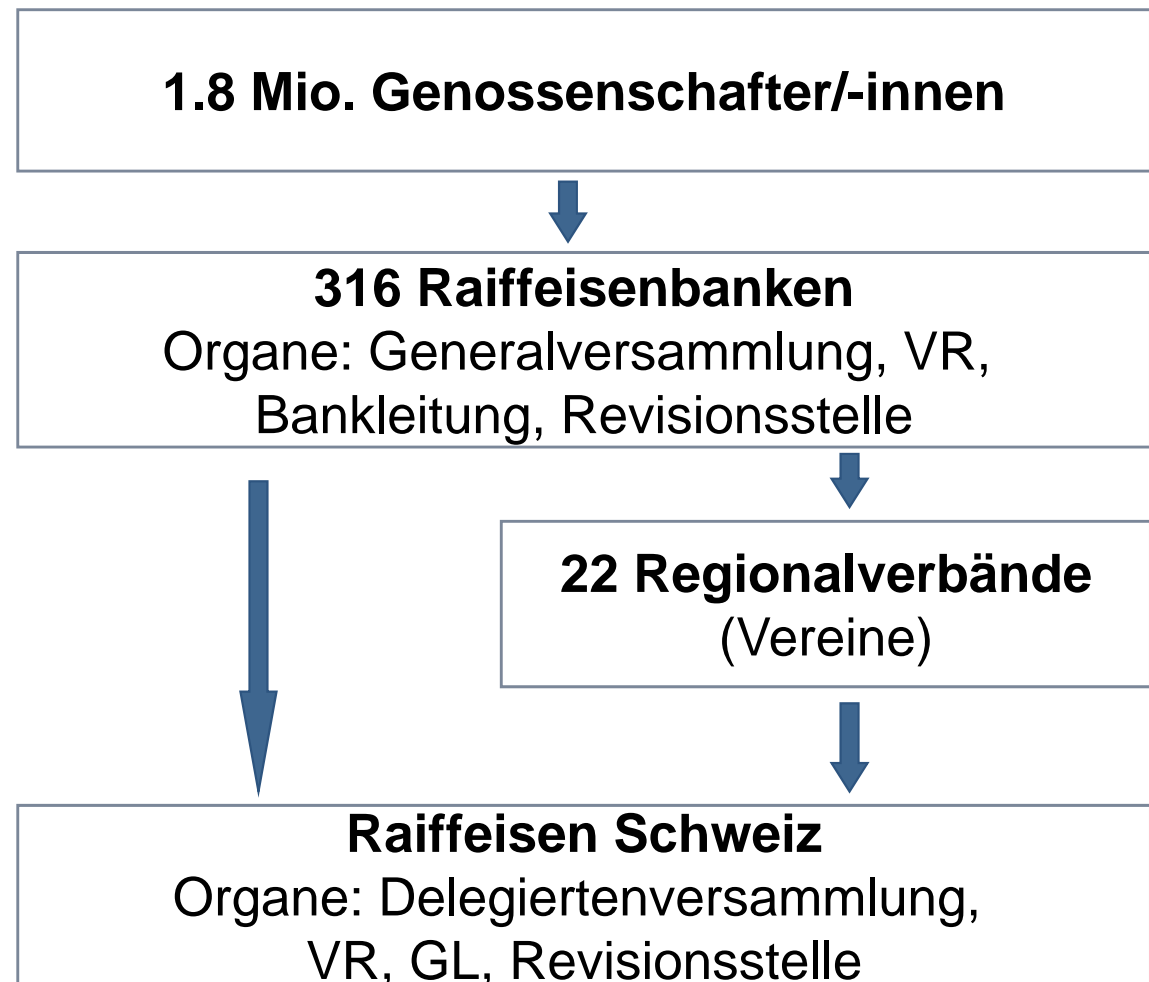 1.8 Mio. Genossenschafter/-innen
316 Raiffeisenbanken
Organe: Generalversammlung, VR,
Bankleitung, Revisionsstelle
22 Regionalverbände
(Vereine)
Raiffeisen Schweiz
Organe: Delegiertenversammlung,
VR, GL, Revisionsstelle